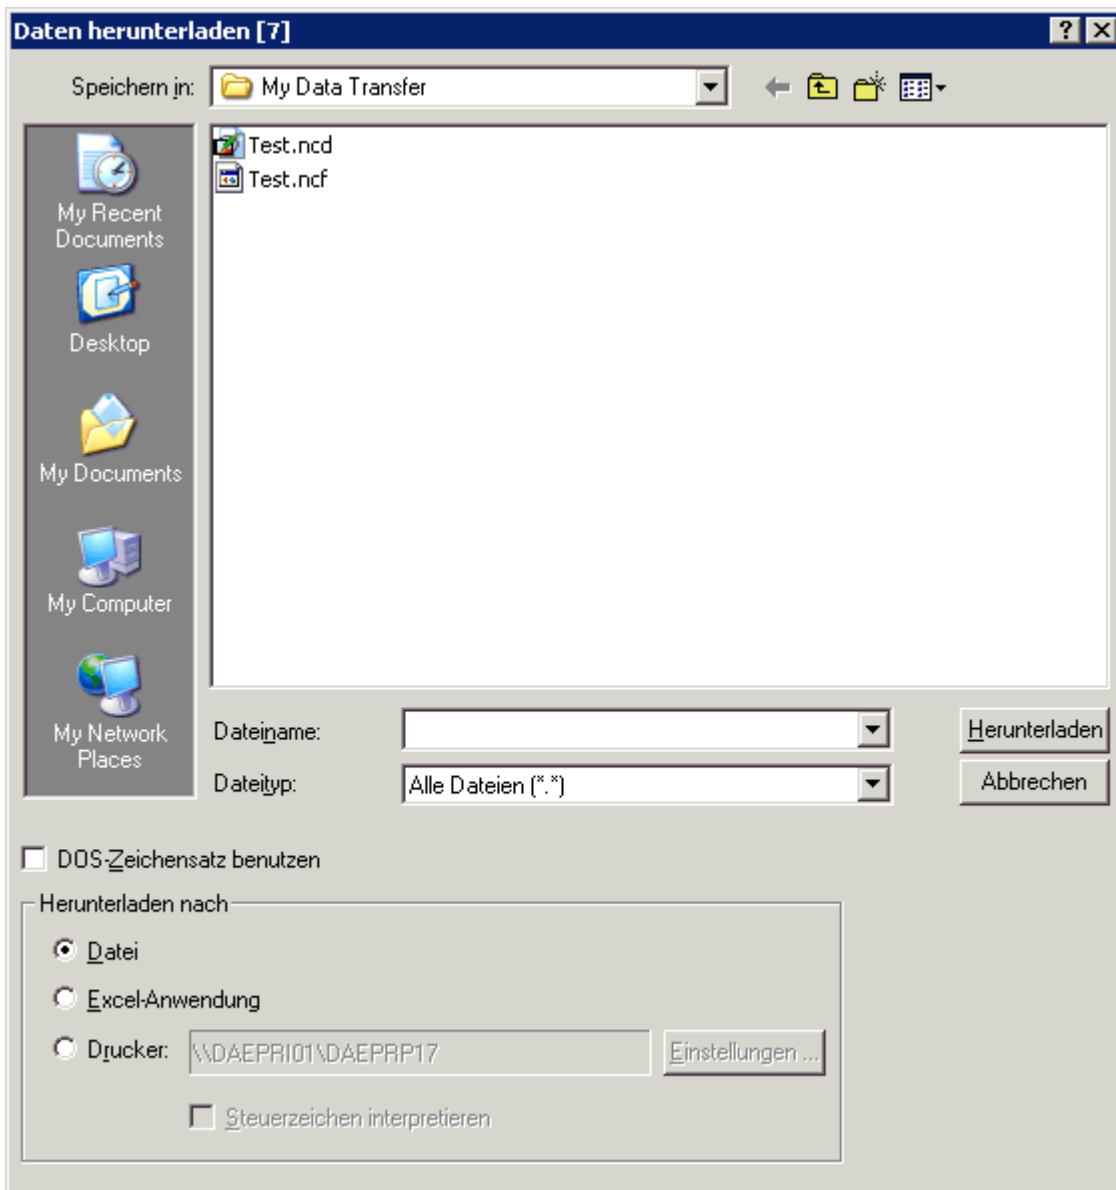 Daten herunterladen [7]
Speichern in: My Data Transfer
Test.ncd
Test.ncf
My Recent
Documents
Desktop
My Documents
My Computer
My Network
Places
Dateiname:
Herunterladen
Dateityp: Alle Dateien (*.*)
Abbrechen
DOS-Zeichensatz benutzen
Herunterladen nach
Datei
Excel-Anwendung
Drucker: \\DAEPRI01\DAEPRP17 Einstellungen ...
Steuerzeichen interpretieren